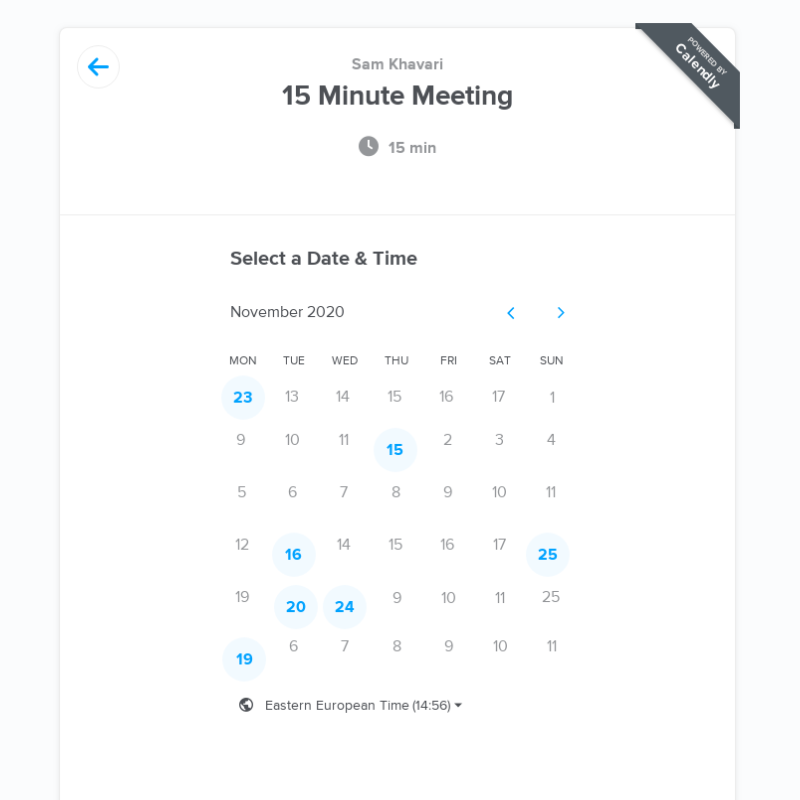 Sam Khavari
15 Minute Meeting
15 min
POWERED BY
Calendly
Select a Date & Time
November 2020
MON TUE WED THU FRI SAT SUN
23 13 14 15 16 17 1
9 10 11 15 2 3 4
5 6 7 8 9 10 11
12 16 14 15 16 17 25
19 20 24 9 10 11 25
19 6 7 8 9 10 11
Eastern European Time (14:56)